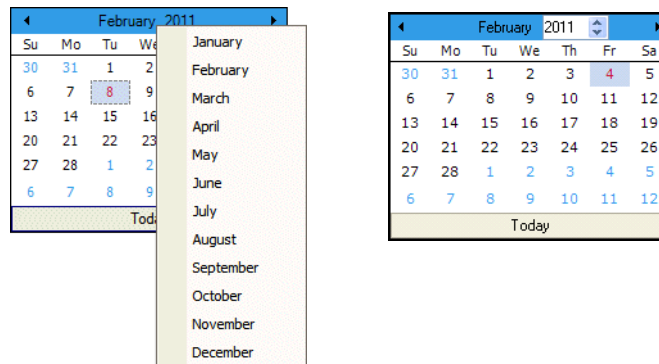 February 2011
Su Mo Tu We
30 31 1 2
6 7 8 9
13 14 15 16
20 21 22 23
27 28 1 2
6 7 8 9
Today
January
February
March
April
May
June
July
August
September
October
November
December
February 2011
Su Mo Tu We Th Fr Sa
30 31 1 2 3 4 5
6 7 8 9 10 11 12
13 14 15 16 17 18 19
20 21 22 23 24 25 26
27 28 1 2 3 4 5
6 7 8 9 10 11 12
Today